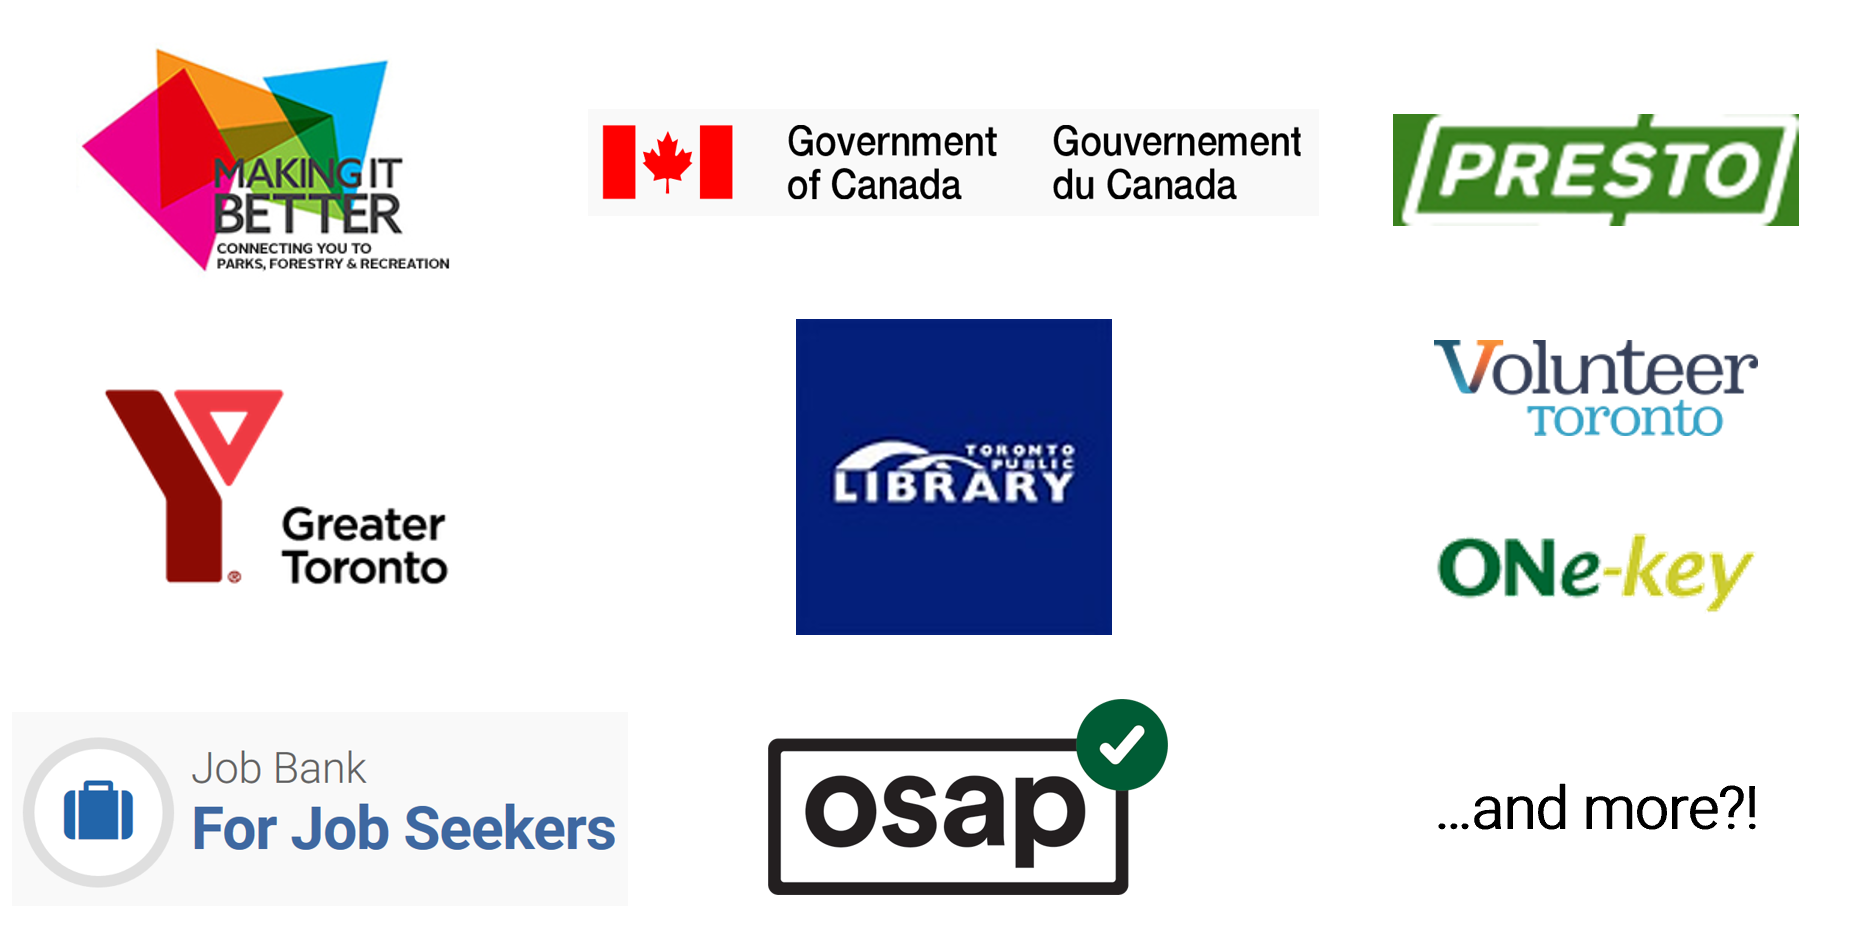 MAKING IT
BETTER
CONNECTING YOU TO
PARKS, FORESTRY & RECREATION
Government
of Canada
Gouvernement
du Canada
PRESTO
Greater
Toronto
®
TORONTO
PUBLIC
LIBRARY
Volunteer
Toronto
ONe-key
Job Bank
For Job Seekers
osap
...and more?!